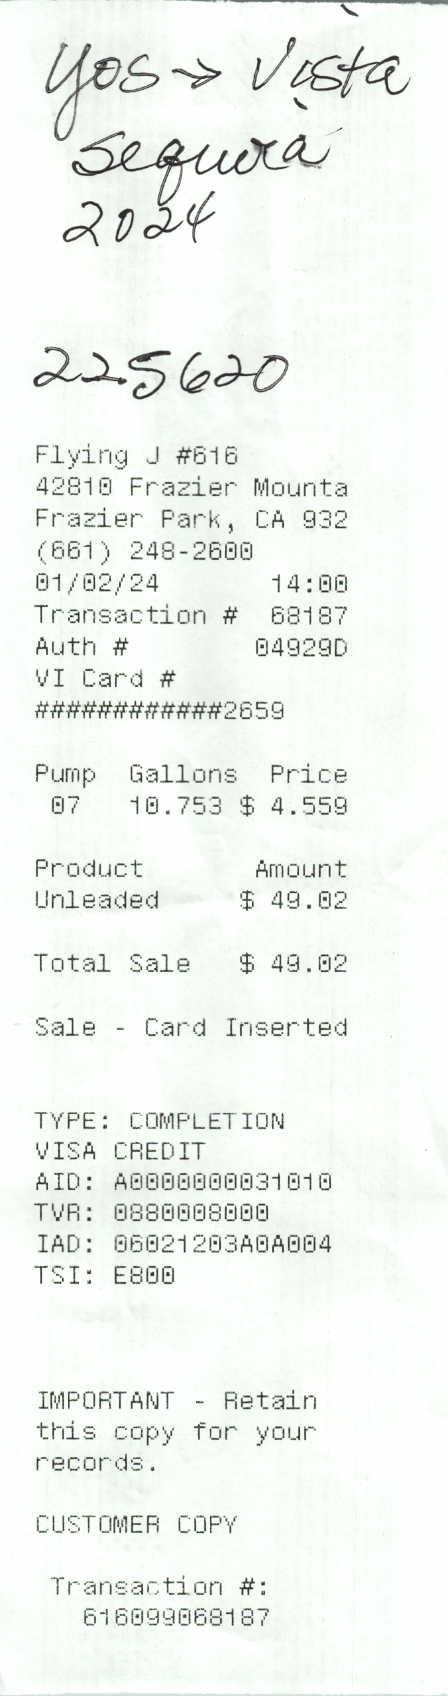 Yos → Vista
Sequoia
2024
225620
Flying J #616
42810 Frazier Mounta
Frazier Park, CA 932
(661) 248-2600
01/02/24 14:00
Transaction # 68187
Auth # 04929D
VI Card #
############2659
Pump Gallons Price
07 10.753 $ 4.559
Product Amount
Unleaded $ 49.02
Total Sale $ 49.02
Sale - Card Inserted
TYPE: COMPLETION
VISA CREDIT
AID: A0000000031010
TVR: 0880008000
IAD: 06021203A0A004
TSI: E800
IMPORTANT - Retain
this copy for your
records.
CUSTOMER COPY
Transaction #:
616099068187